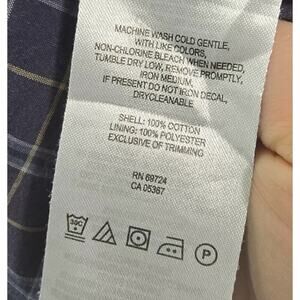 MACHINE WASH COLD GENTLE,
WITH LIKE COLORS,
NON-CHLORINE BLEACH WHEN NEEDED,
TUMBLE DRY LOW, REMOVE PROMPTLY,
IRON MEDIUM.
IF PRESENT DO NOT IRON DECAL,
DRYCLEANABLE
SHELL: 100% COTTON
LINING: 100% POLYESTER
EXCLUSIVE OF TRIMMING
RN 69724
CA 05367
30C P